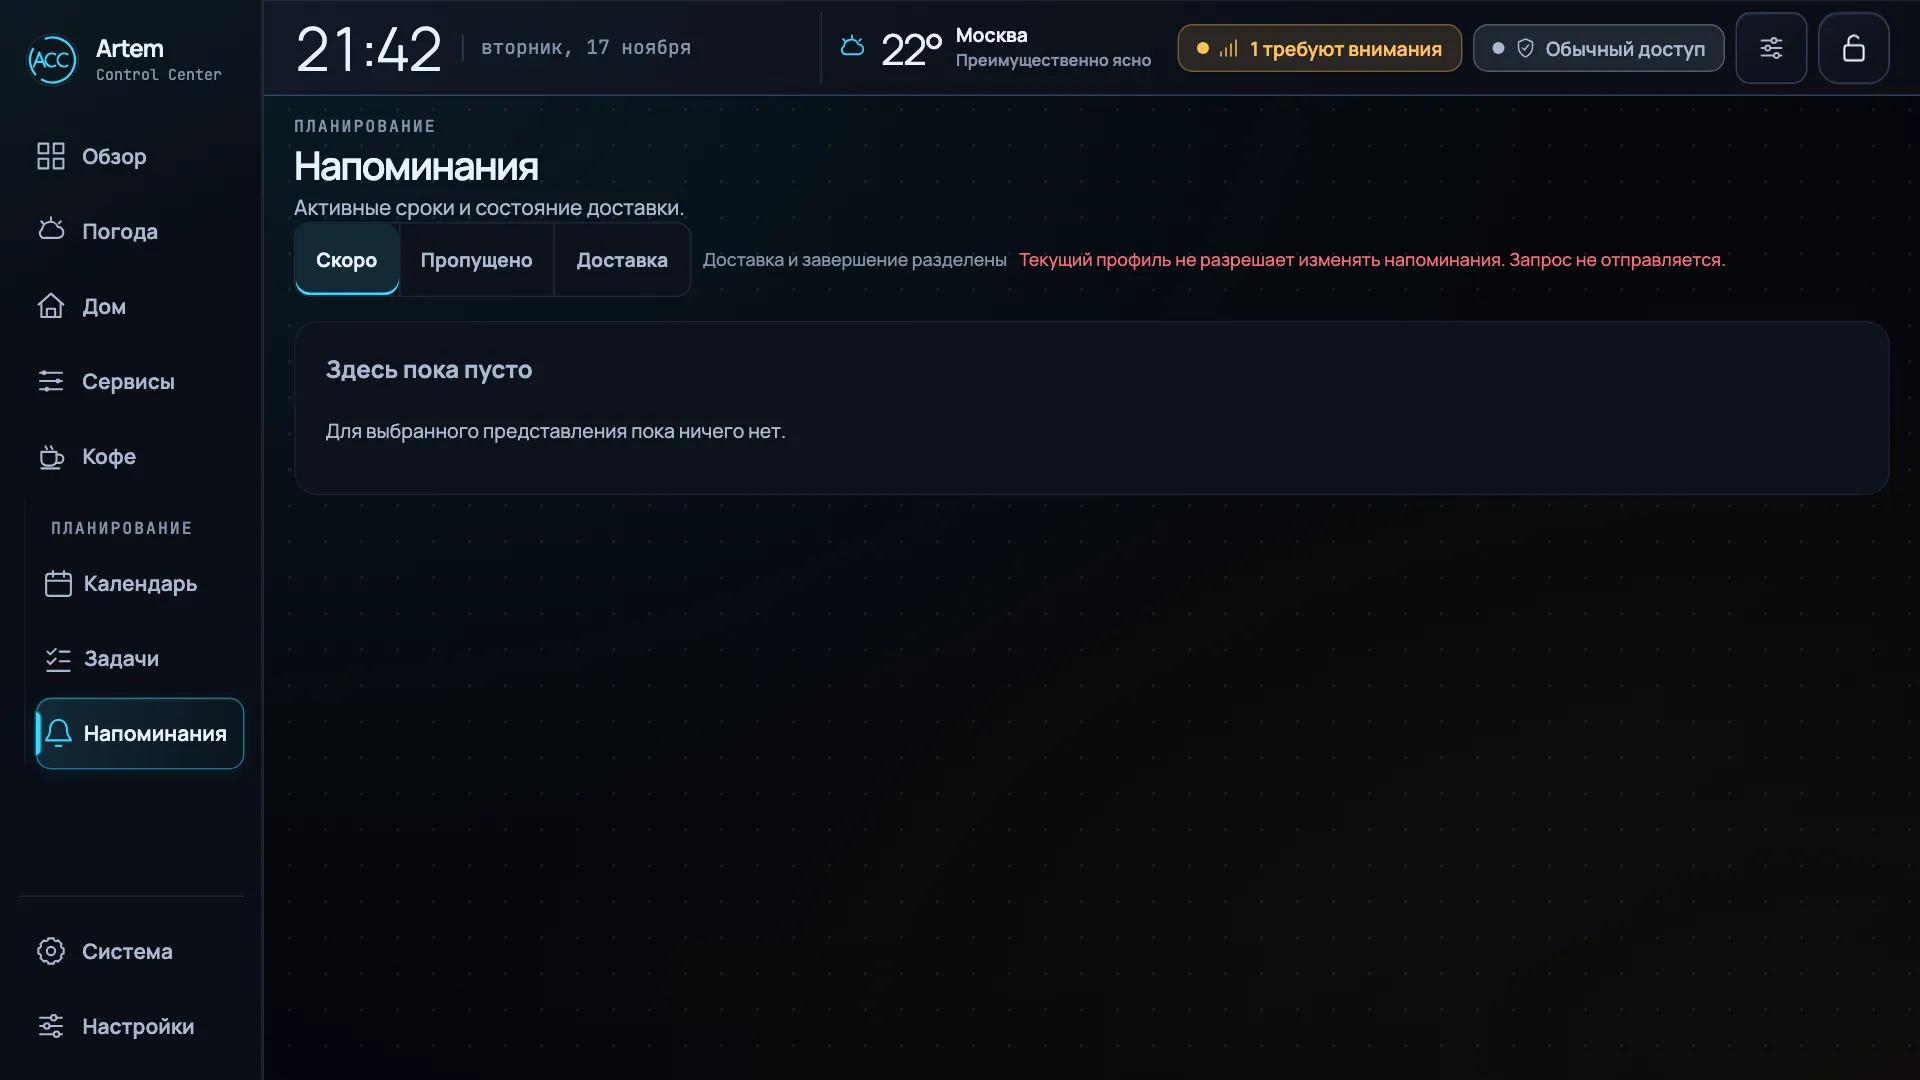 ACC
Artem
Control Center
Обзор
Погода
Дом
Сервисы
Кофе
ПЛАНИРОВАНИЕ
Календарь
Задачи
Напоминания
Система
Настройки
21:42
вторник, 17 ноября
22°
Москва
Преимущественно ясно
1 требуют внимания
Обычный доступ
ПЛАНИРОВАНИЕ
Напоминания
Активные сроки и состояние доставки.
Скоро
Пропущено
Доставка
Доставка и завершение разделены
Текущий профиль не разрешает изменять напоминания. Запрос не отправляется.
Здесь пока пусто
Для выбранного представления пока ничего нет.